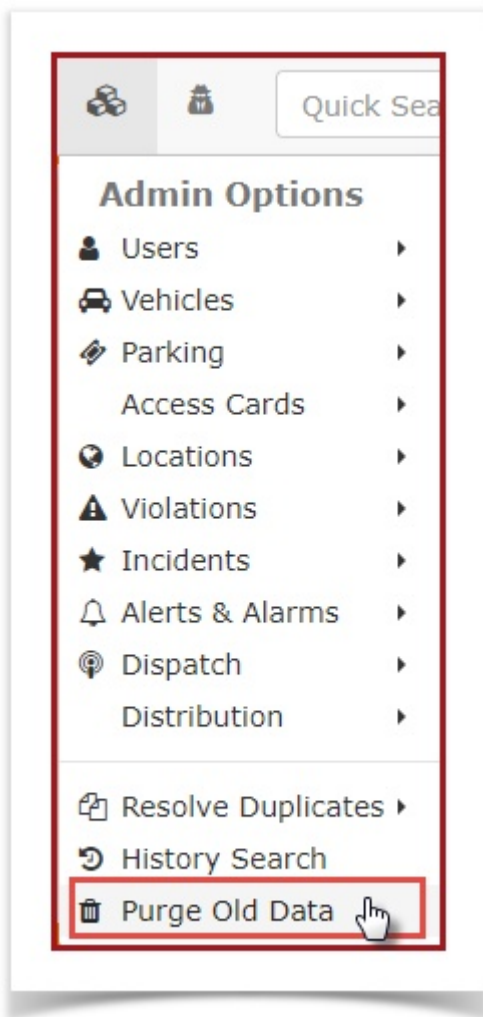 Quick Sea
Admin Options
Users
Vehicles
Parking
Access Cards
Locations
Violations
Incidents
Alerts & Alarms
Dispatch
Distribution
Resolve Duplicates
History Search
Purge Old Data